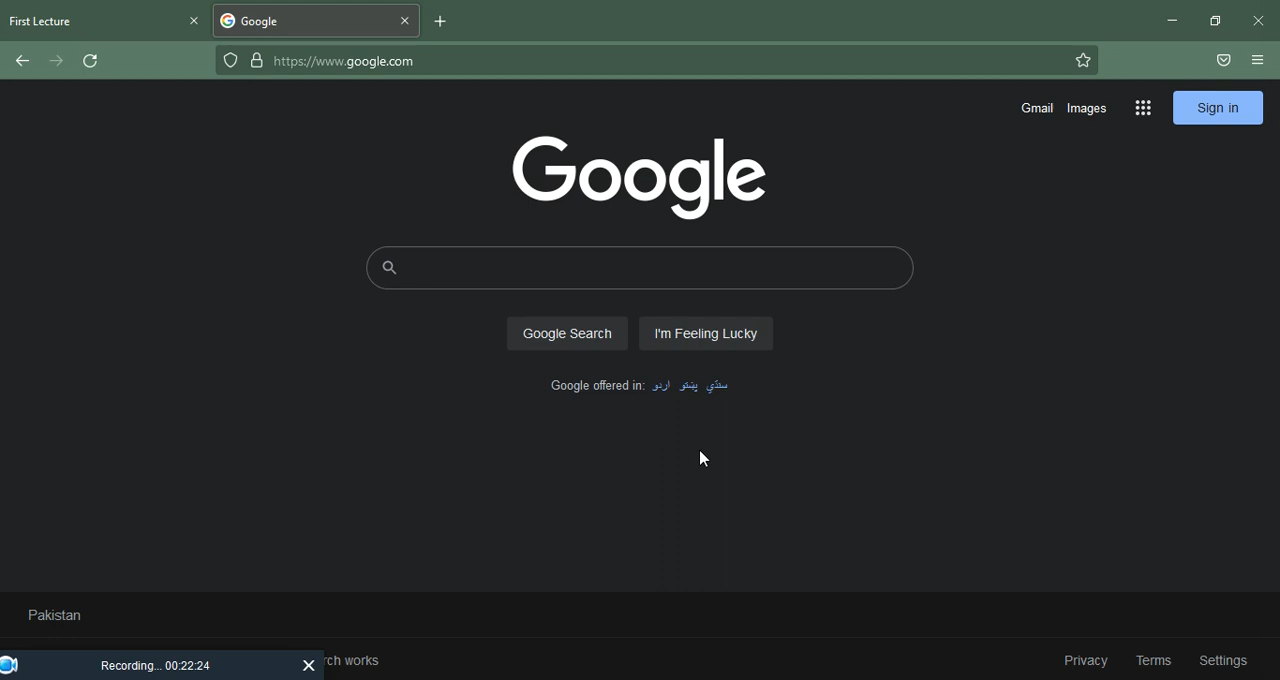 First Lecture
Google
https://www.google.com
Gmail Images Sign in
Google
Google Search I'm Feeling Lucky
Google offered in: اردو پښتو سنڌي
Pakistan
Recording... 00:22:24
rch works Privacy Terms Settings